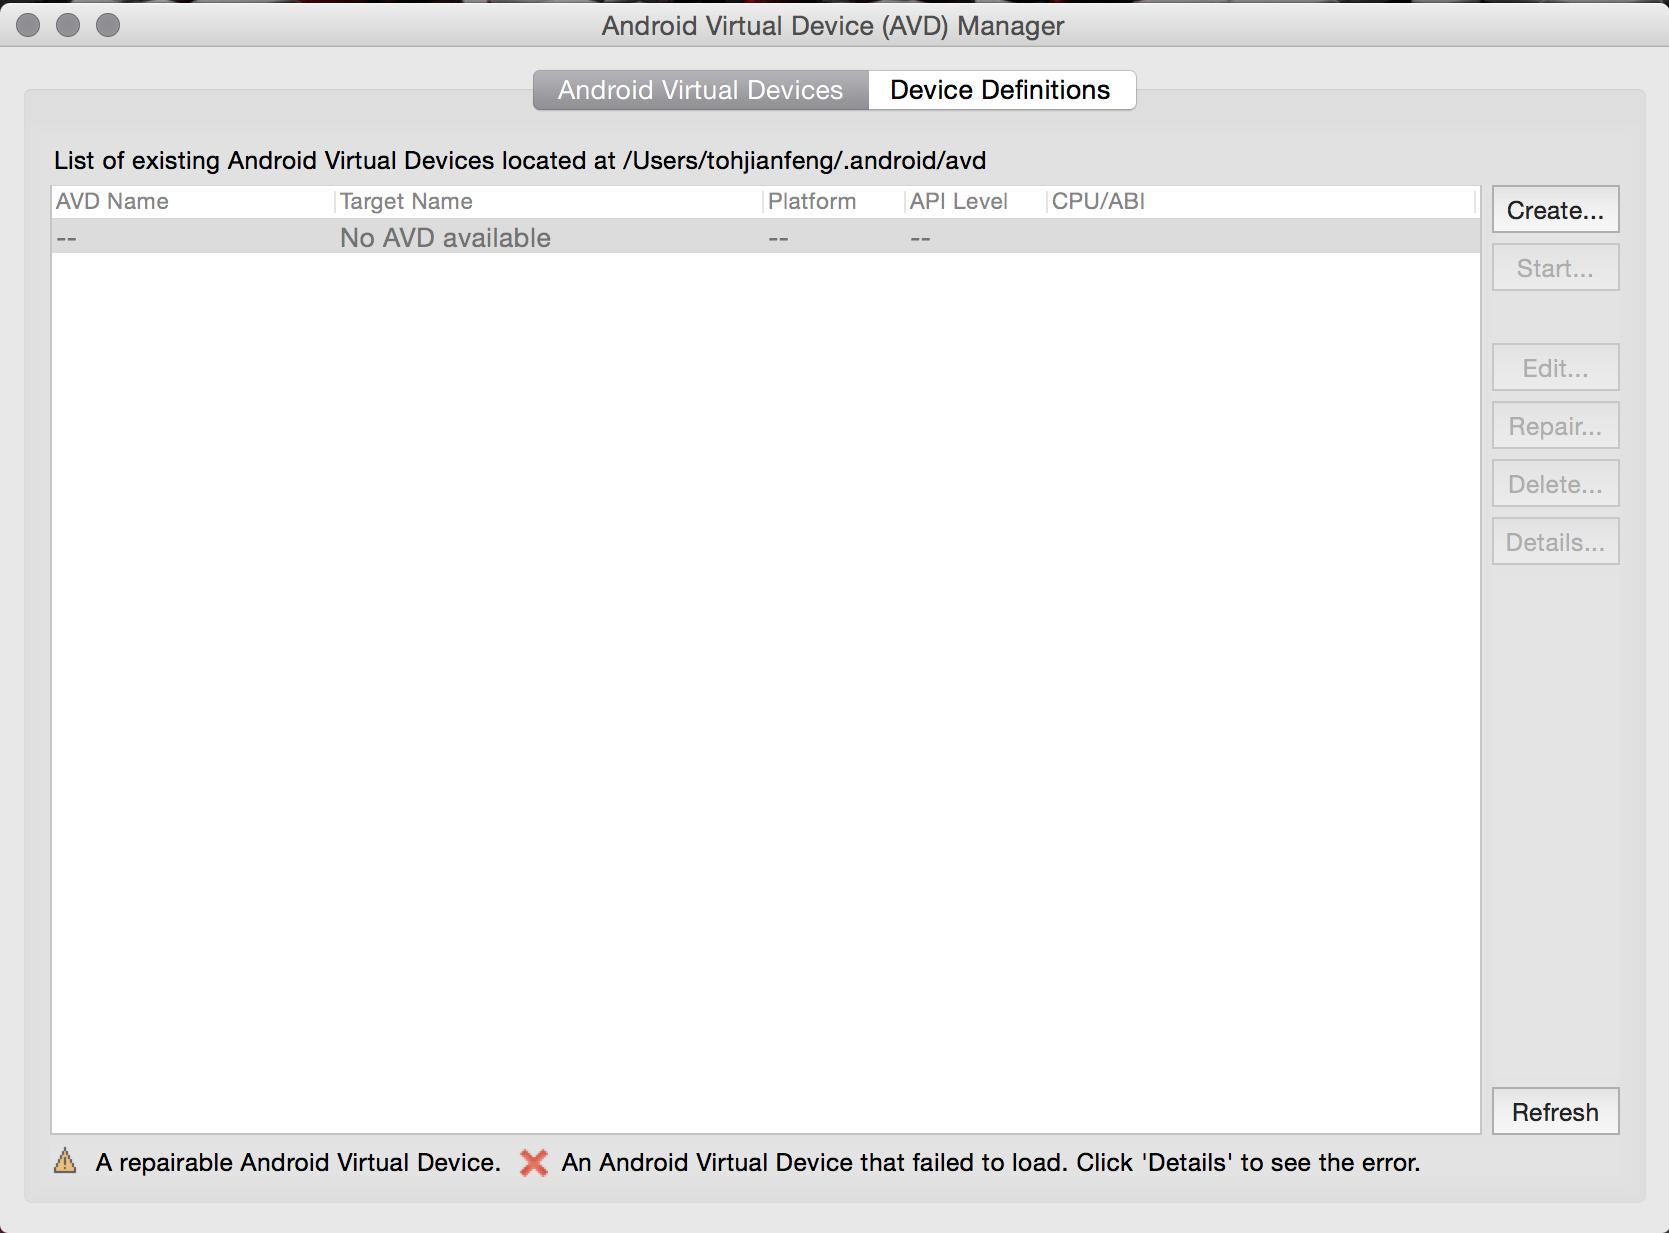 Android Virtual Device (AVD) Manager
Android Virtual Devices Device Definitions
List of existing Android Virtual Devices located at /Users/tohjianfeng/.android/avd
AVD Name Target Name Platform API Level CPU/ABI
-- No AVD available -- --
Create...
Start...
Edit...
Repair...
Delete...
Details...
Refresh
A repairable Android Virtual Device. An Android Virtual Device that failed to load. Click 'Details' to see the error.